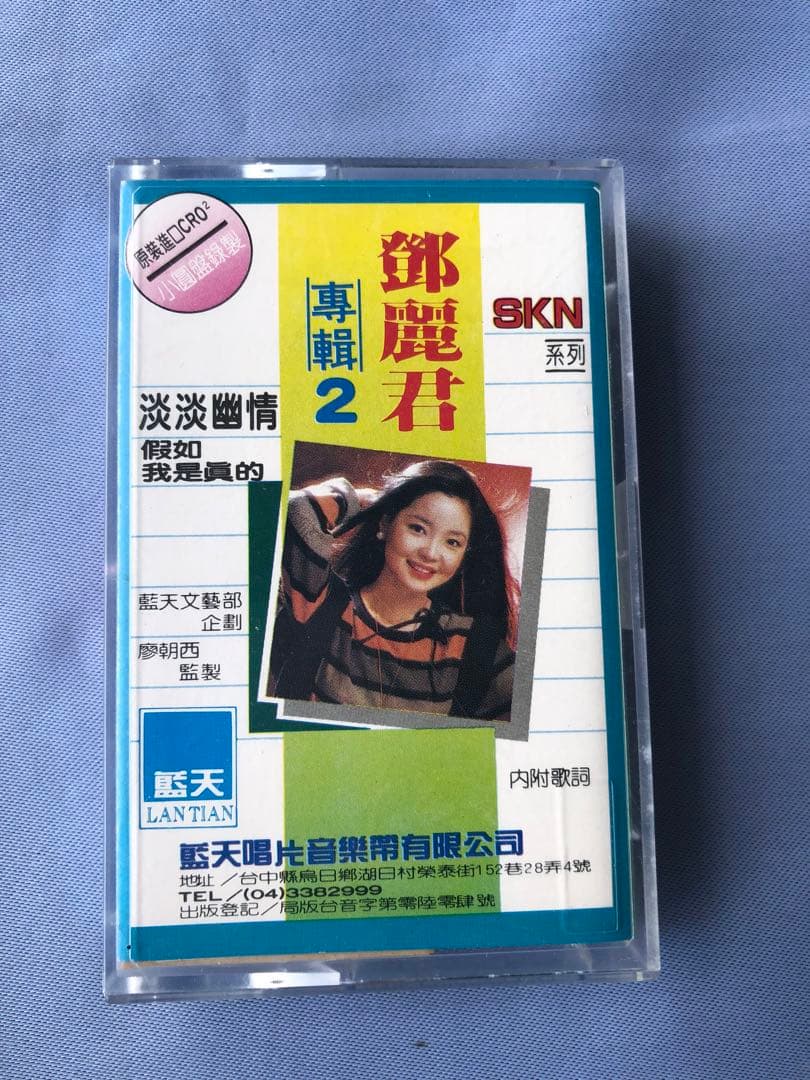 原裝進口CRO²
小圓盤錄製
鄧麗君
專輯2
SKN
系列
淡淡幽情
假如
我是眞的
藍天文藝部
企劃
廖朝西
監製
藍天
LAN TIAN
內附歌詞
藍天唱片音樂帶有限公司
地址／台中縣烏日鄉湖日村榮泰街152巷28弄4號
TEL／(04)3382999
出版登記／局版台音字第零陸零肆號